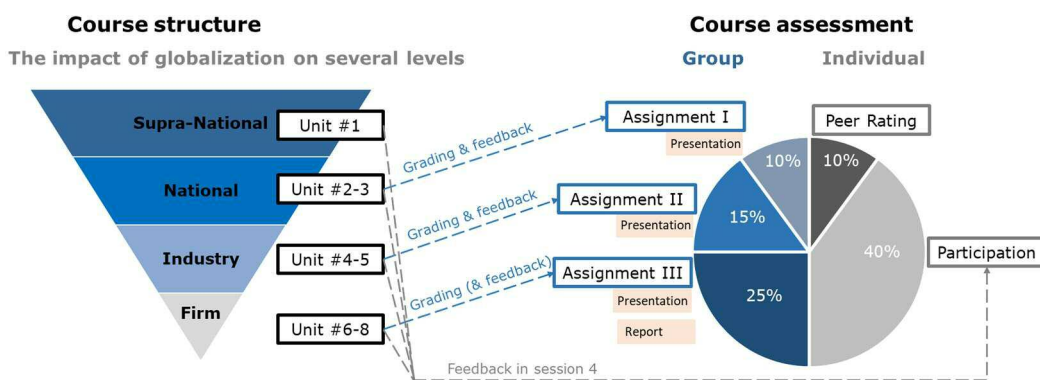 Course structure
The impact of globalization on several levels
Supra-National
Unit #1
National
Unit #2-3
Industry
Unit #4-5
Firm
Unit #6-8
Grading & feedback
Grading & feedback
Grading (& feedback)
Feedback in session 4
Course assessment
Group
Individual
Assignment I
Presentation
Assignment II
Presentation
Assignment III
Presentation
Report
Peer Rating
10%
10%
15%
40%
25%
Participation